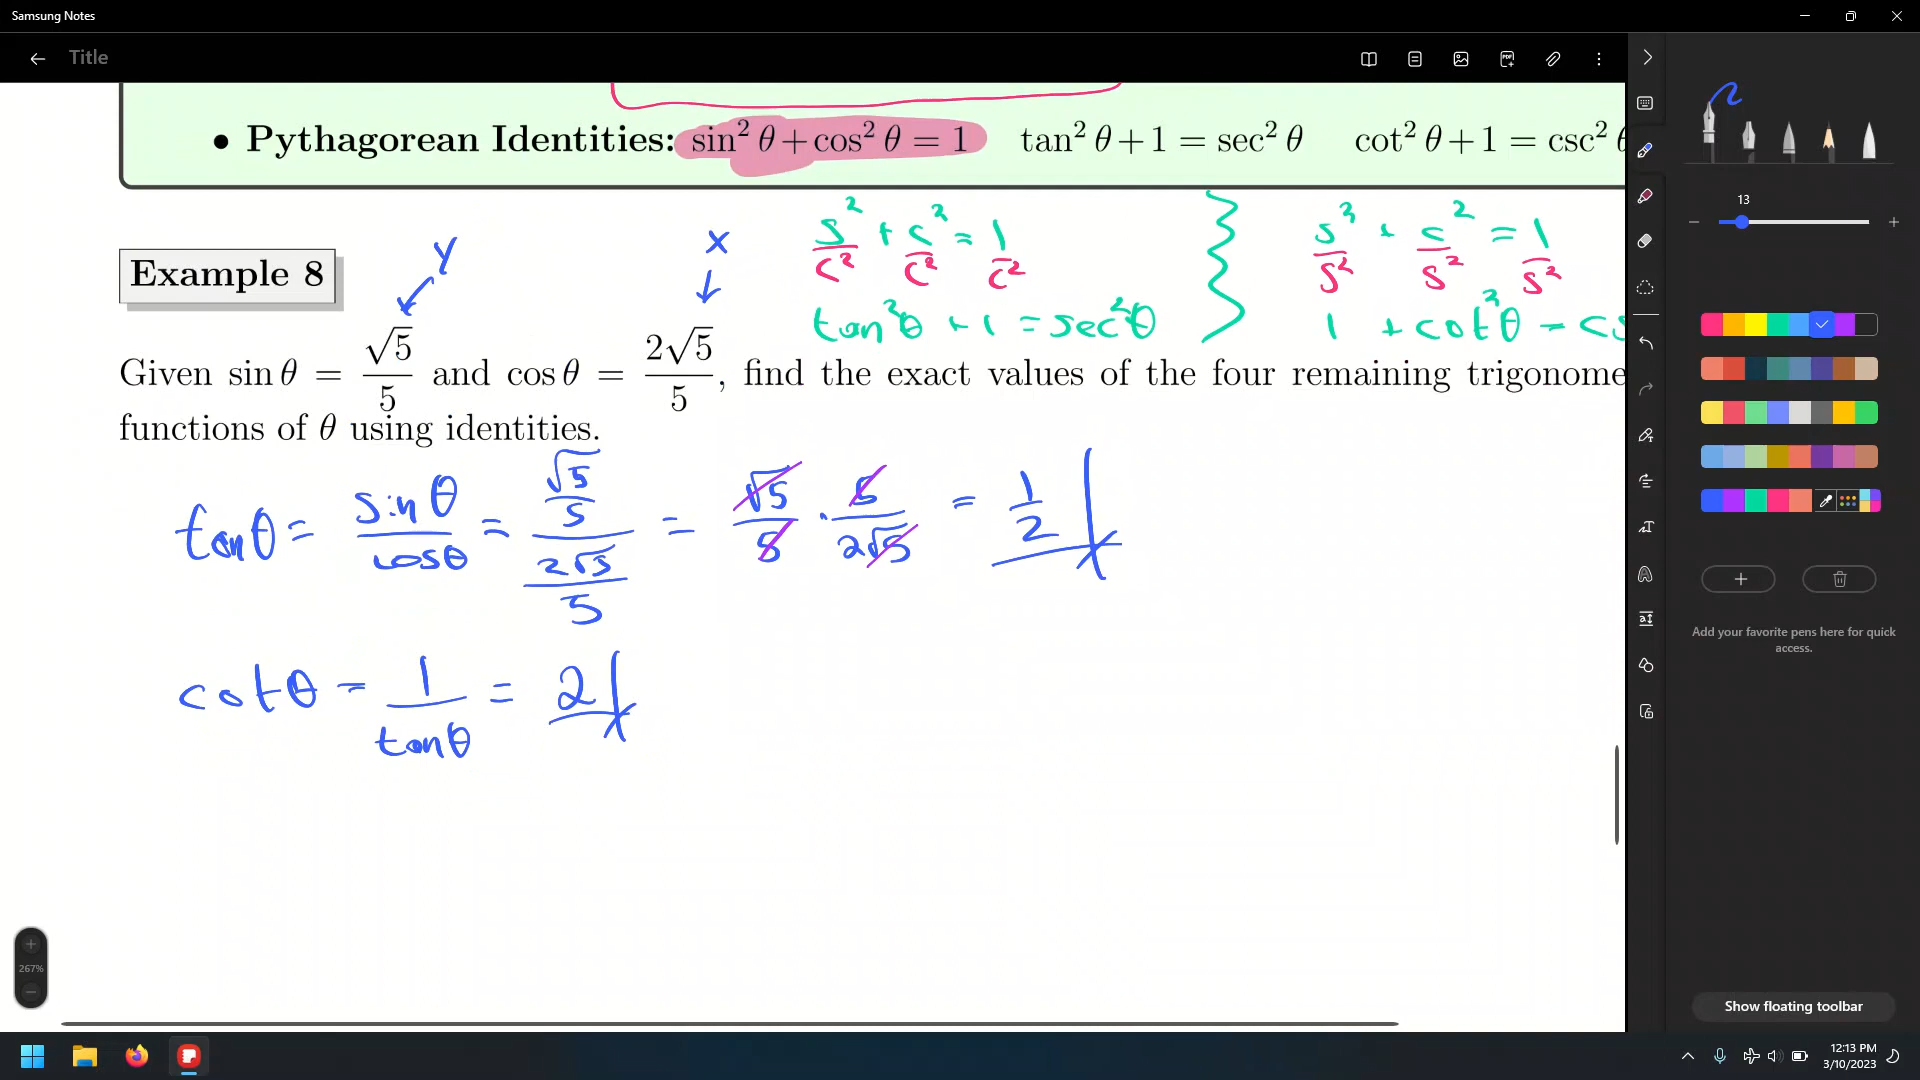 Samsung Notes
Title
• Pythagorean Identities: sin² θ + cos² θ = 1 tan² θ + 1 = sec² θ cot² θ + 1 = csc² θ
Y
X
s²/c² + c²/c² = 1/c²
s²/s² + c²/s² = 1/s²
Example 8
tan²θ + 1 = sec²θ
1 + cot²θ = cs
Given sin θ = √5/5 and cos θ = 2√5/5, find the exact values of the four remaining trigonome
functions of θ using identities.
tanθ = sinθ/cosθ = (√5/5)/(2√5/5) = √5/5 · 5/2√5 = 1/2
cotθ = 1/tanθ = 2
13
Add your favorite pens here for quick
access.
267%
Show floating toolbar
12:13 PM
3/10/2023